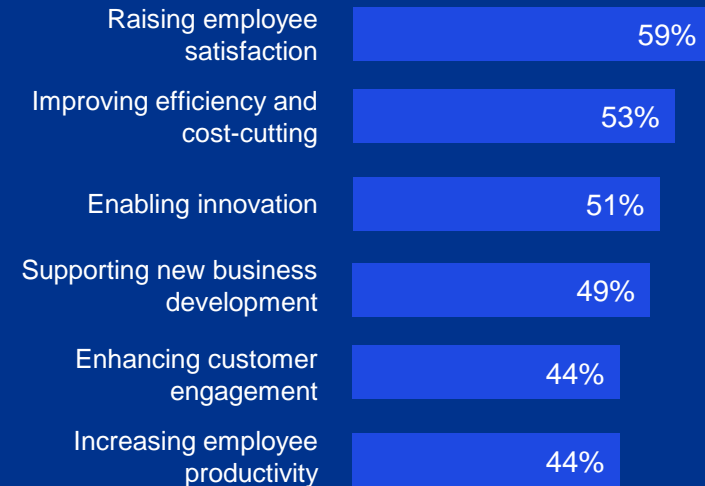 Raising employee
satisfaction
59%
Improving efficiency and
cost-cutting
53%
Enabling innovation
51%
Supporting new business
development
49%
Enhancing customer
engagement
44%
Increasing employee
productivity
44%